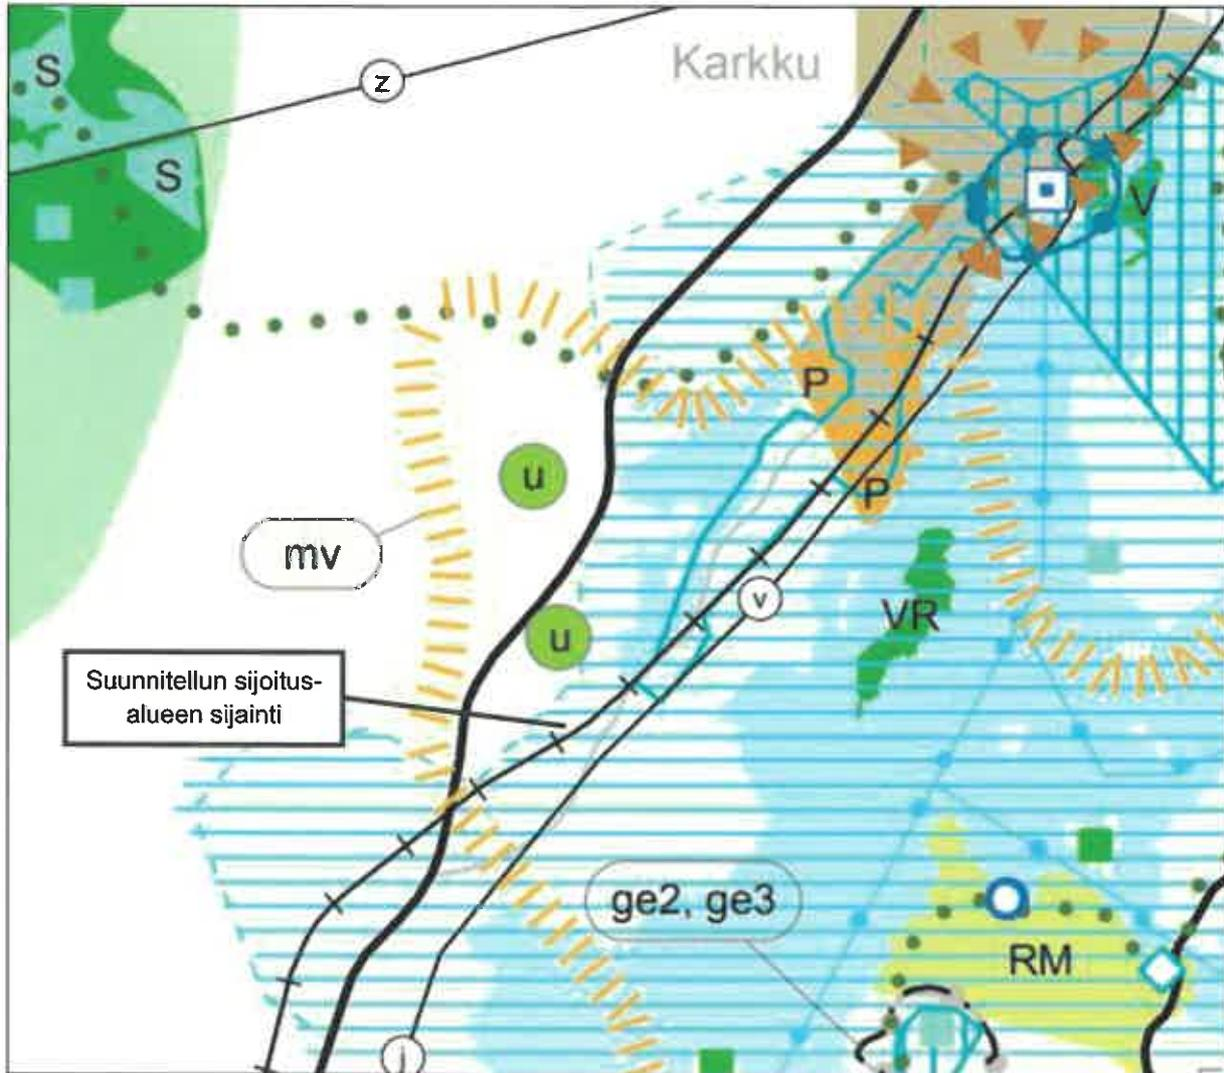 S
z
Karkku
S
V
P
u
P
mv
v
VR
u
Suunnitellun sijoitus-
alueen sijainti
ge2, ge3
RM
j